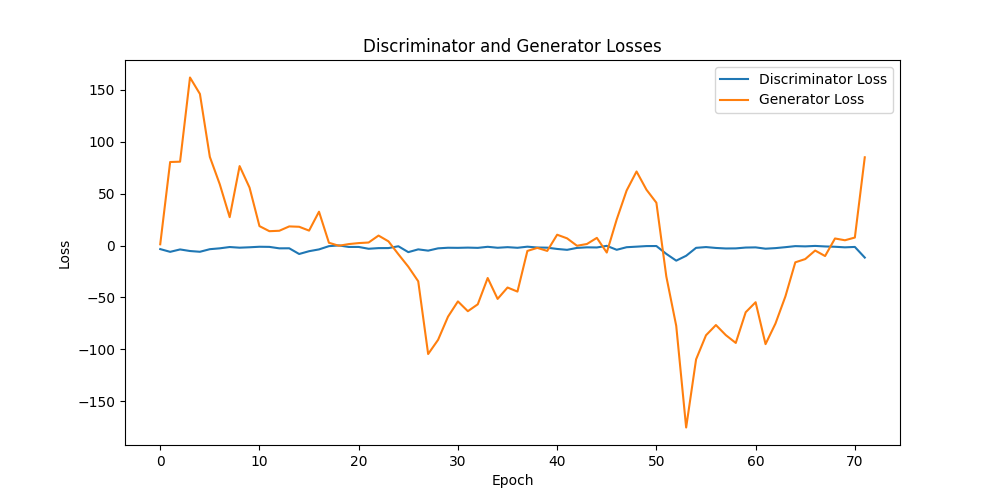 Discriminator and Generator Losses
Discriminator Loss
Generator Loss
150
100
50
0
−50
−100
−150
Loss
0 10 20 30 40 50 60 70
Epoch